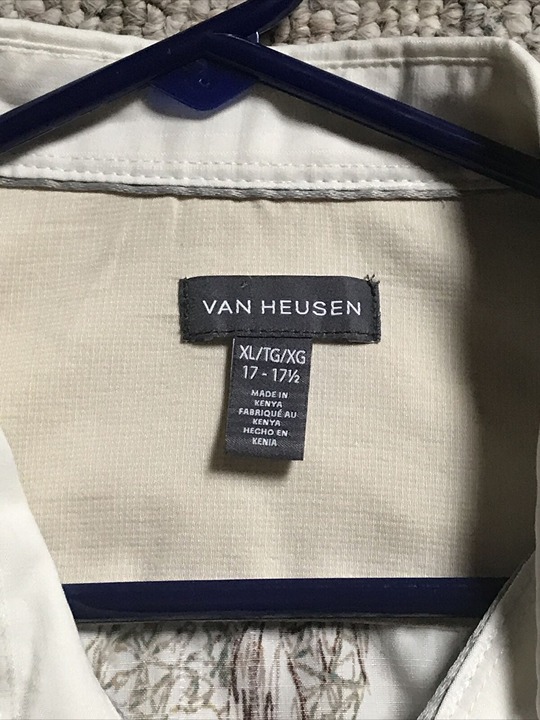 VAN HEUSEN
XL/TG/XG
17 - 17½
MADE IN
KENYA
FABRIQUÉ AU
KENYA
HECHO EN
KENIA